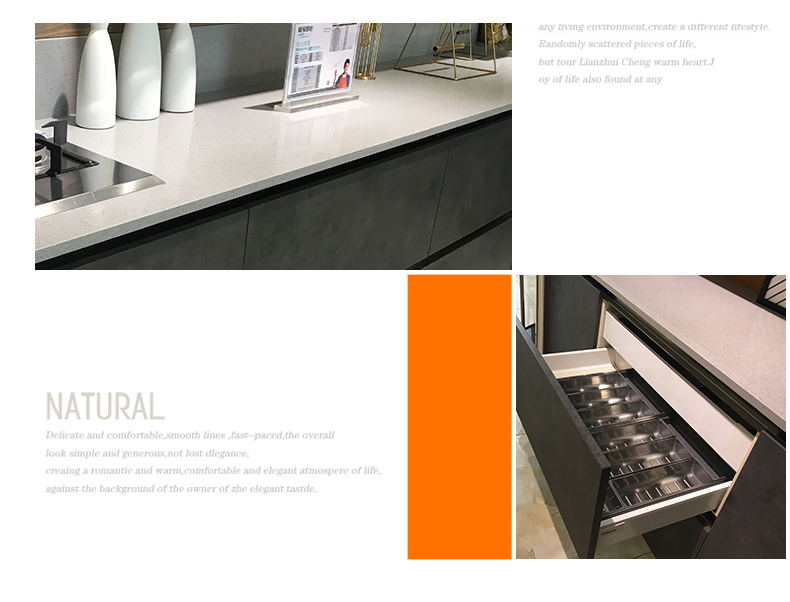 any living environment,create a different lifestyle.
Randomly scattered pieces of life,
but tour Lianzhui Cheng warm heart.J
oy of life also found at any
NATURAL
Delicate and comfortable,smooth lines ,fast-paced,the overall
look simple and generous,not lost dlegance,
creaing a romantic and warm,comfortable and elegant atmospere of life,
against the background of the owner of zhe elegant tastde.